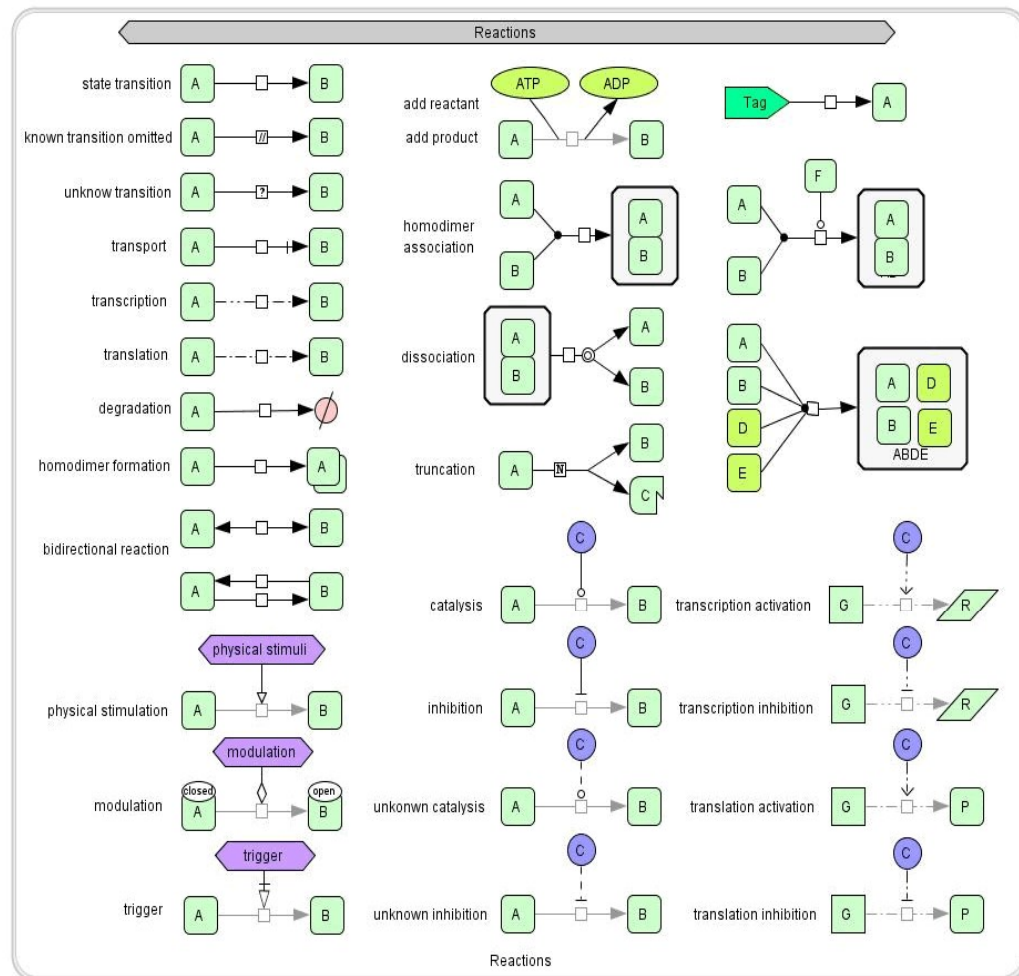 Reactions
state transition
A
B
known transition omitted
A
//
B
unknow transition
A
?
B
transport
A
B
transcription
A
B
translation
A
B
degradation
A
homodimer formation
A
A
bidirectional reaction
A
B
A
B
physical stimuli
physical stimulation
A
B
modulation
modulation
closed
A
open
B
trigger
trigger
A
B
add reactant
ATP
ADP
add product
A
B
homodimer
association
A
B
A
B
dissociation
A
B
A
B
truncation
A
N
B
C
C
catalysis
A
B
C
inhibition
A
B
C
unkonwn catalysis
A
B
C
unknown inhibition
A
B
Tag
A
F
A
B
A
B
A
B
D
E
A
D
B
E
ABDE
C
transcription activation
G
R
C
transcription inhibition
G
R
C
translation activation
G
P
C
translation inhibition
G
P
Reactions